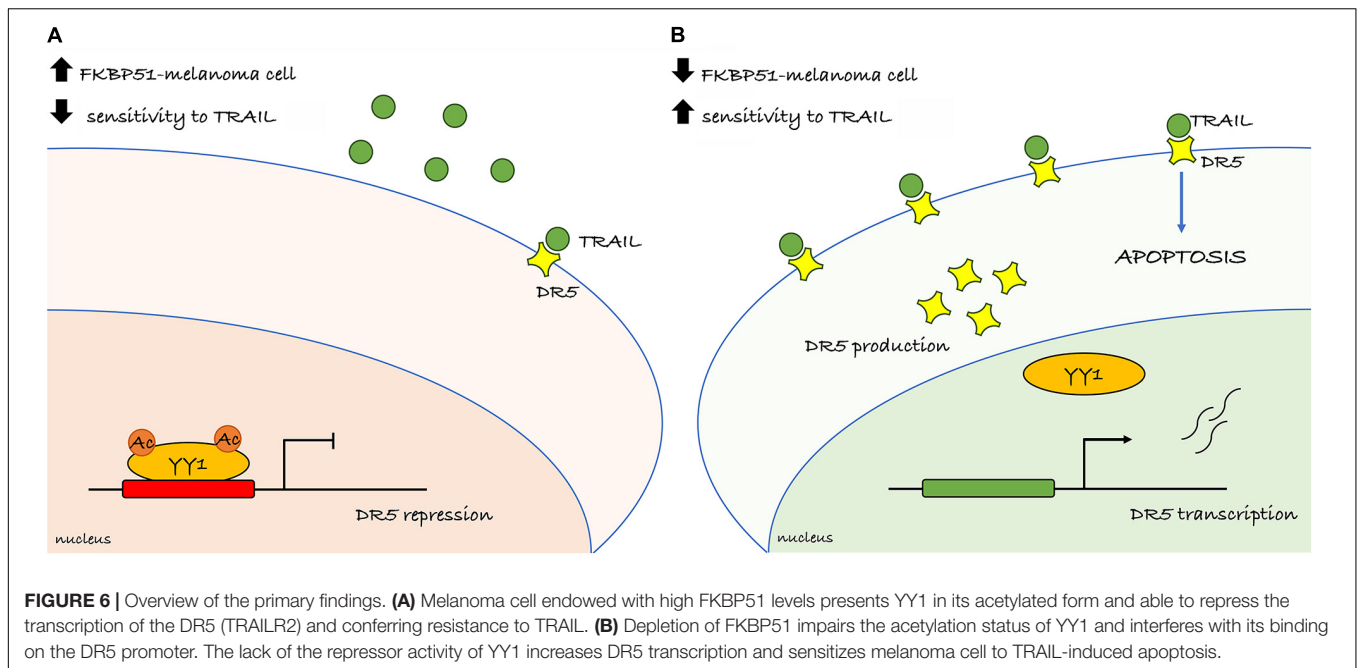 A
FKBP51-melanoma cell
sensitivity to TRAIL
TRAIL
DR5
Ac
Ac
YY1
DR5 repression
nucleus
B
FKBP51-melanoma cell
sensitivity to TRAIL
TRAIL
DR5
APOPTOSIS
DR5 production
YY1
DR5 transcription
nucleus
FIGURE 6 | Overview of the primary findings. (A) Melanoma cell endowed with high FKBP51 levels presents YY1 in its acetylated form and able to repress the
transcription of the DR5 (TRAILR2) and conferring resistance to TRAIL. (B) Depletion of FKBP51 impairs the acetylation status of YY1 and interferes with its binding
on the DR5 promoter. The lack of the repressor activity of YY1 increases DR5 transcription and sensitizes melanoma cell to TRAIL-induced apoptosis.